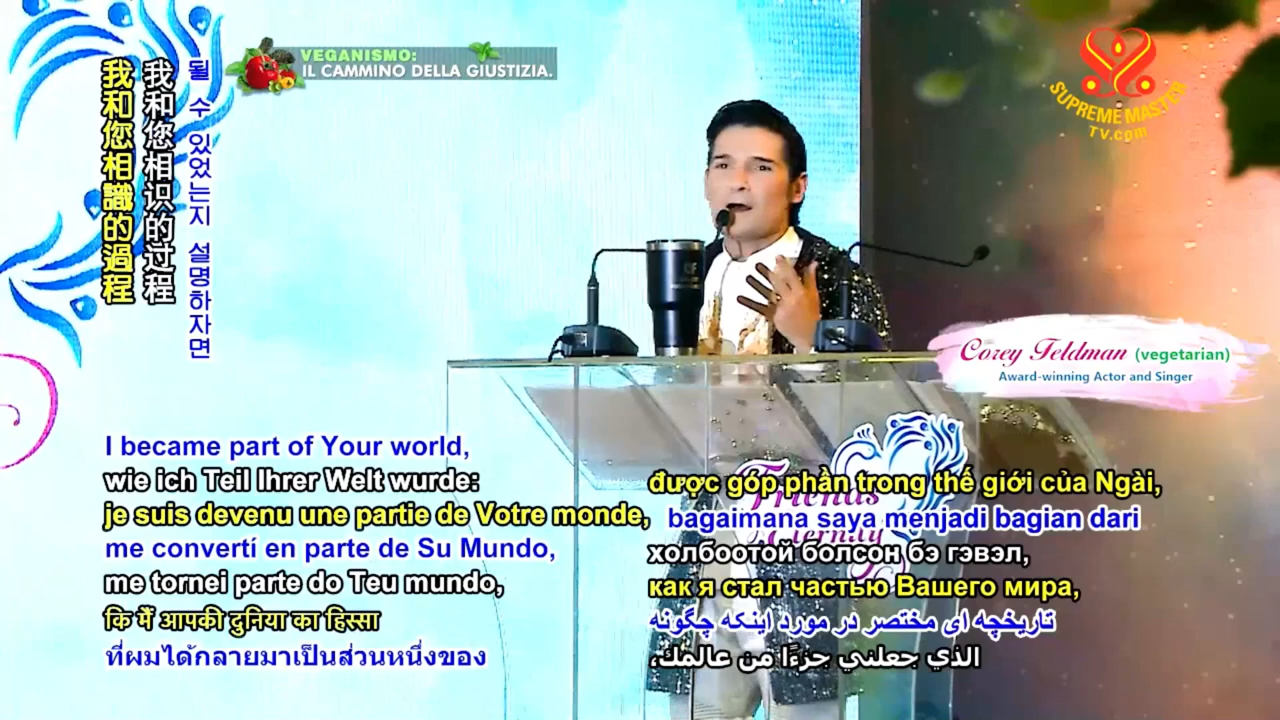 VEGANISMO:
IL CAMMINO DELLA GIUSTIZIA.
SUPREME MASTER
TV.com
我和您相識的過程
我和您相识的过程
될 수 있었는지 설명하자면
CF
Corey Feldman (vegetarian)
Award-winning Actor and Singer
Friends
Eternity
I became part of Your world,
wie ich Teil Ihrer Welt wurde:
je suis devenu une partie de Votre monde,
me convertí en parte de Su Mundo,
me tornei parte do Teu mundo,
कि मैं आपकी दुनिया का हिस्सा
ที่ผมได้กลายมาเป็นส่วนหนึ่งของ
được góp phần trong thế giới của Ngài,
bagaimana saya menjadi bagian dari
холбоотой болсон бэ гэвэл,
как я стал частью Вашего мира,
تاریخچه ای مختصر در مورد اینکه چگونه
الذي جعلني جزءًا من عالمك،